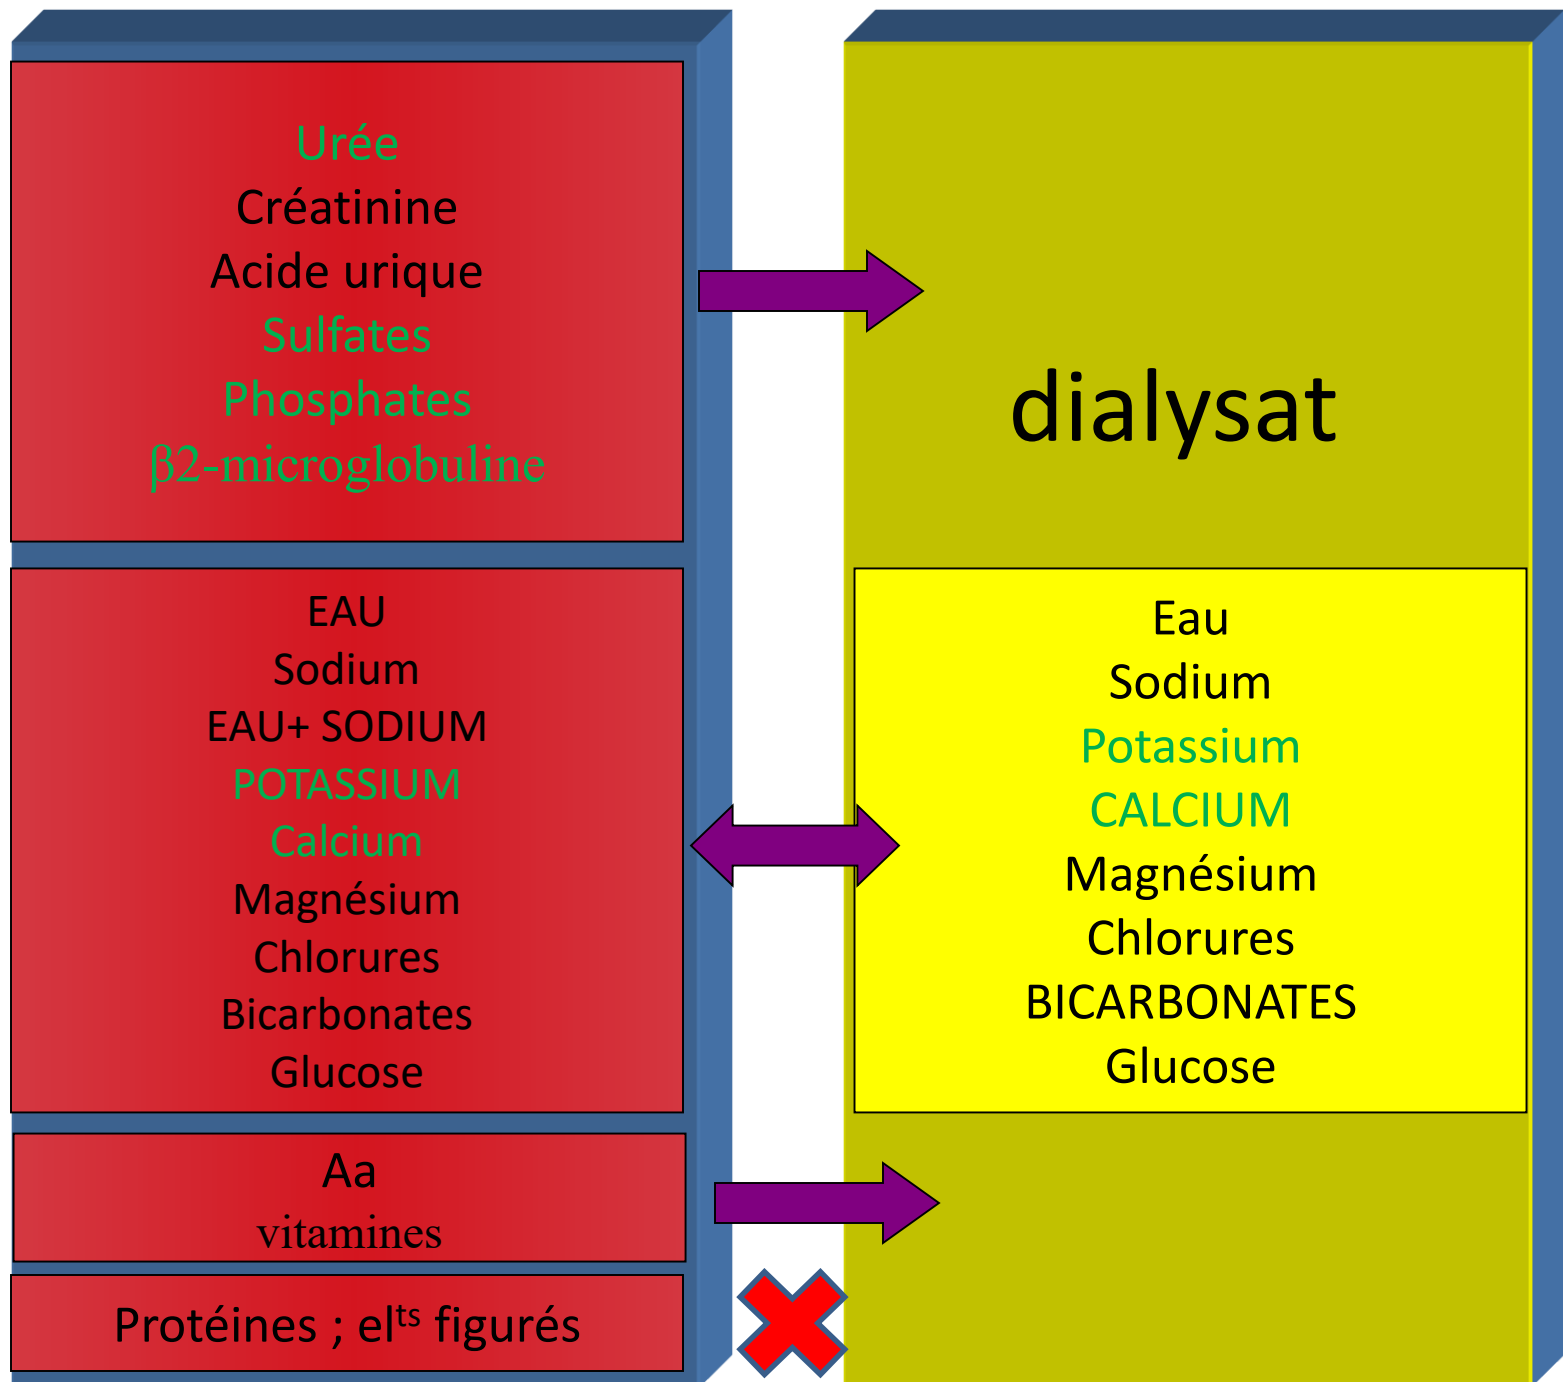 Urée
Créatinine
Acide urique
Sulfates
Phosphates
β2-microglobuline
dialysat
EAU
Sodium
EAU+ SODIUM
POTASSIUM
Calcium
Magnésium
Chlorures
Bicarbonates
Glucose
Eau
Sodium
Potassium
CALCIUM
Magnésium
Chlorures
BICARBONATES
Glucose
Aa
vitamines
Protéines ; elts figurés